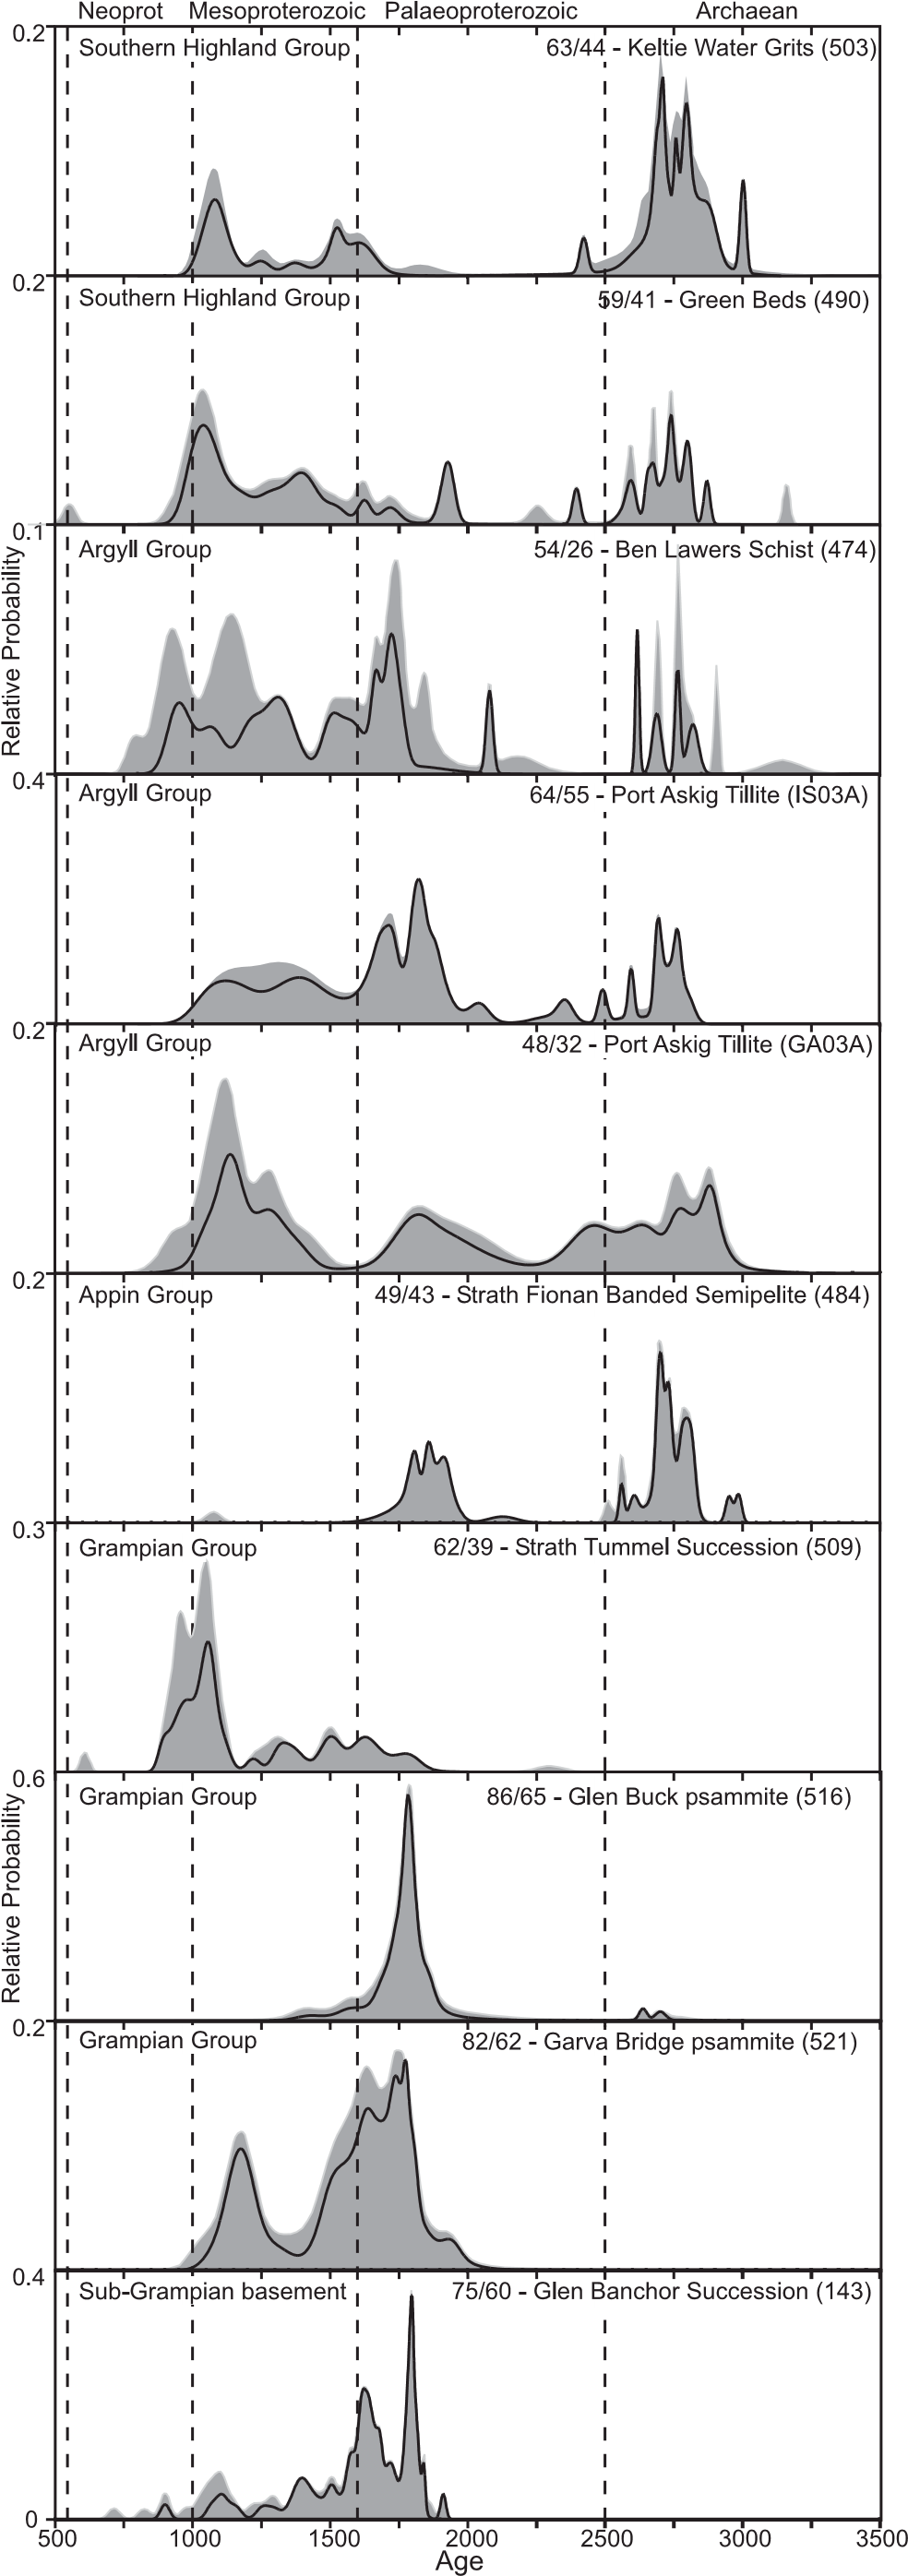 Neoprot Mesoproterozoic Palaeoproterozoic Archaean
0.2
Southern Highland Group 63/44 - Keltie Water Grits (503)
0.2
Southern Highland Group 59/41 - Green Beds (490)
0.1
Argyll Group 54/26 - Ben Lawers Schist (474)
Relative Probability
0.4
Argyll Group 64/55 - Port Askig Tillite (IS03A)
0.2
Argyll Group 48/32 - Port Askig Tillite (GA03A)
0.2
Appin Group 49/43 - Strath Fionan Banded Semipelite (484)
0.3
Grampian Group 62/39 - Strath Tummel Succession (509)
0.6
Grampian Group 86/65 - Glen Buck psammite (516)
Relative Probability
0.2
Grampian Group 82/62 - Garva Bridge psammite (521)
0.4
Sub-Grampian basement 75/60 - Glen Banchor Succession (143)
0
500 1000 1500 2000 2500 3000 3500
Age